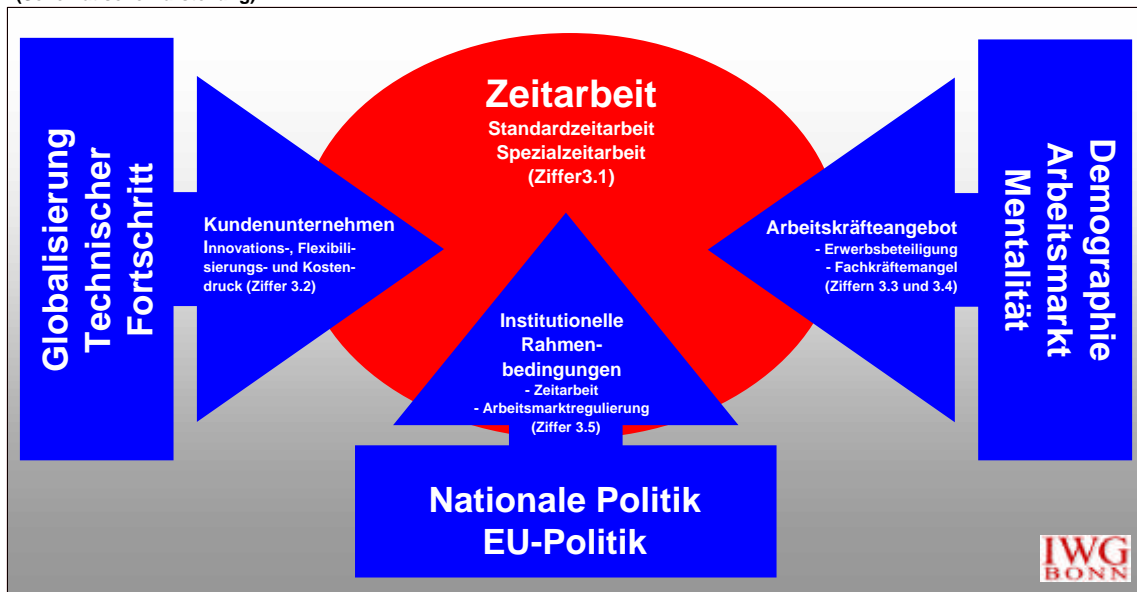 Globalisierung
Technischer
Fortschritt
Kundenunternehmen
Innovations-, Flexibili-
sierungs- und Kosten-
druck (Ziffer 3.2)
Zeitarbeit
Standardzeitarbeit
Spezialzeitarbeit
(Ziffer3.1)
Institutionelle
Rahmen-
bedingungen
- Zeitarbeit
- Arbeitsmarktregulierung
(Ziffer 3.5)
Arbeitskräfteangebot
- Erwerbsbeteiligung
- Fachkräftemangel
(Ziffern 3.3 und 3.4)
Demographie
Arbeitsmarkt
Mentalität
Nationale Politik
EU-Politik
IWG
BONN